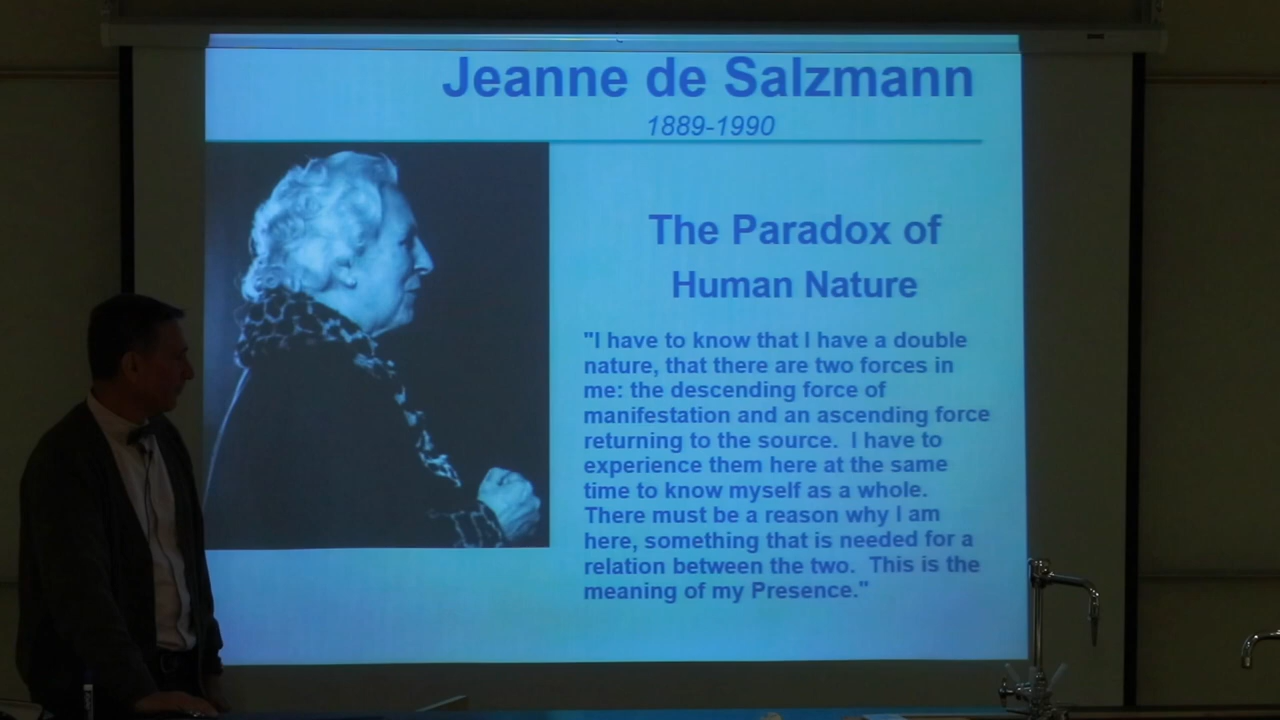 Jeanne de Salzmann
1889-1990
The Paradox of
Human Nature
"I have to know that I have a double
nature, that there are two forces in
me: the descending force of
manifestation and an ascending force
returning to the source.  I have to
experience them here at the same
time to know myself as a whole.
There must be a reason why I am
here, something that is needed for a
relation between the two.  This is the
meaning of my Presence."